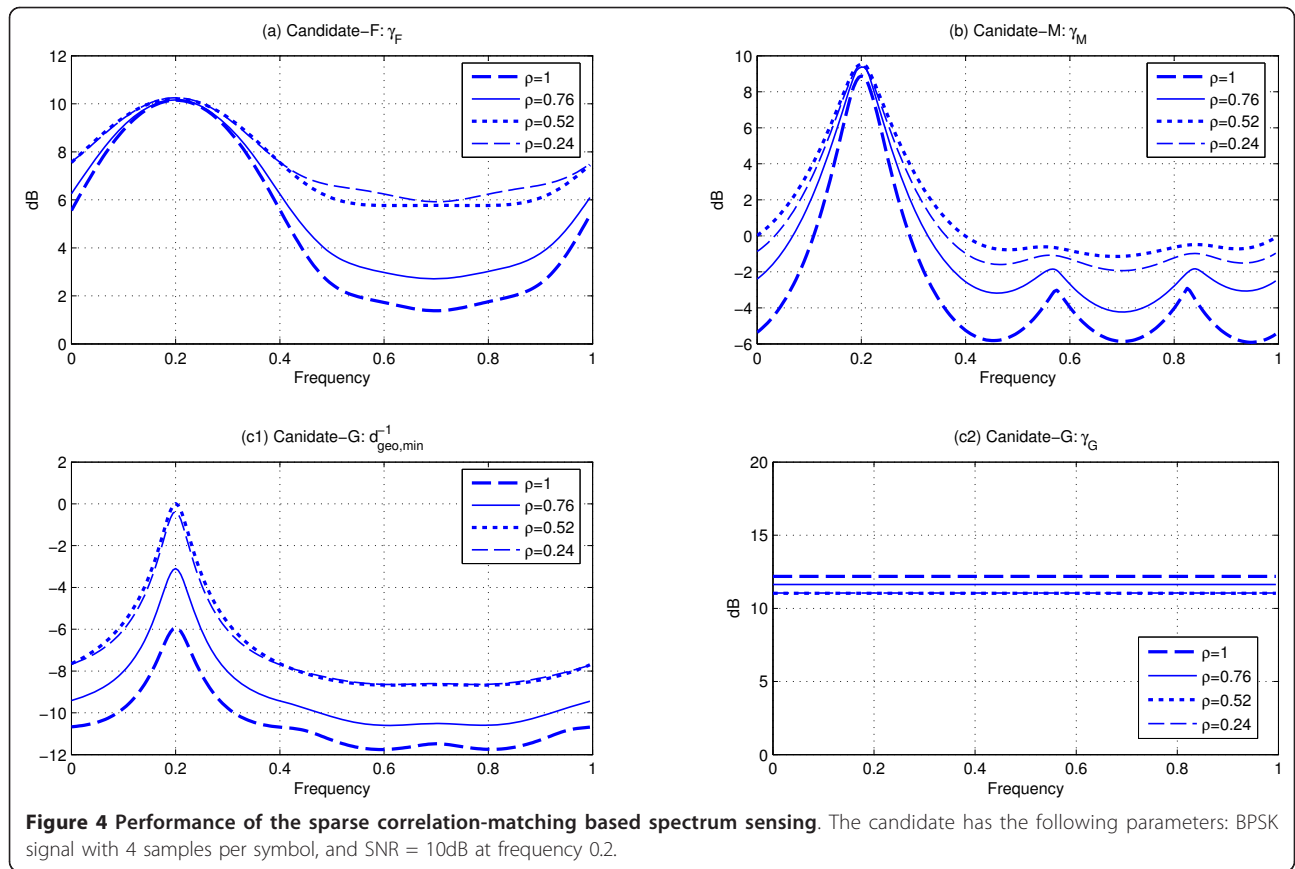 (a) Candidate−F: γF
12
10
8
6
4
2
0
dB
0 0.2 0.4 0.6 0.8 1
Frequency
ρ=1
ρ=0.76
ρ=0.52
ρ=0.24
(b) Canidate−M: γM
10
8
6
4
2
0
−2
−4
−6
dB
0 0.2 0.4 0.6 0.8 1
Frequency
ρ=1
ρ=0.76
ρ=0.52
ρ=0.24
(c1) Canidate−G: d−1geo,min
2
0
−2
−4
−6
−8
−10
−12
0 0.2 0.4 0.6 0.8 1
Frequency
ρ=1
ρ=0.76
ρ=0.52
ρ=0.24
(c2) Canidate−G: γG
20
15
10
5
0
dB
0 0.2 0.4 0.6 0.8 1
Frequency
ρ=1
ρ=0.76
ρ=0.52
ρ=0.24
Figure 4 Performance of the sparse correlation-matching based spectrum sensing. The candidate has the following parameters: BPSK
signal with 4 samples per symbol, and SNR = 10dB at frequency 0.2.